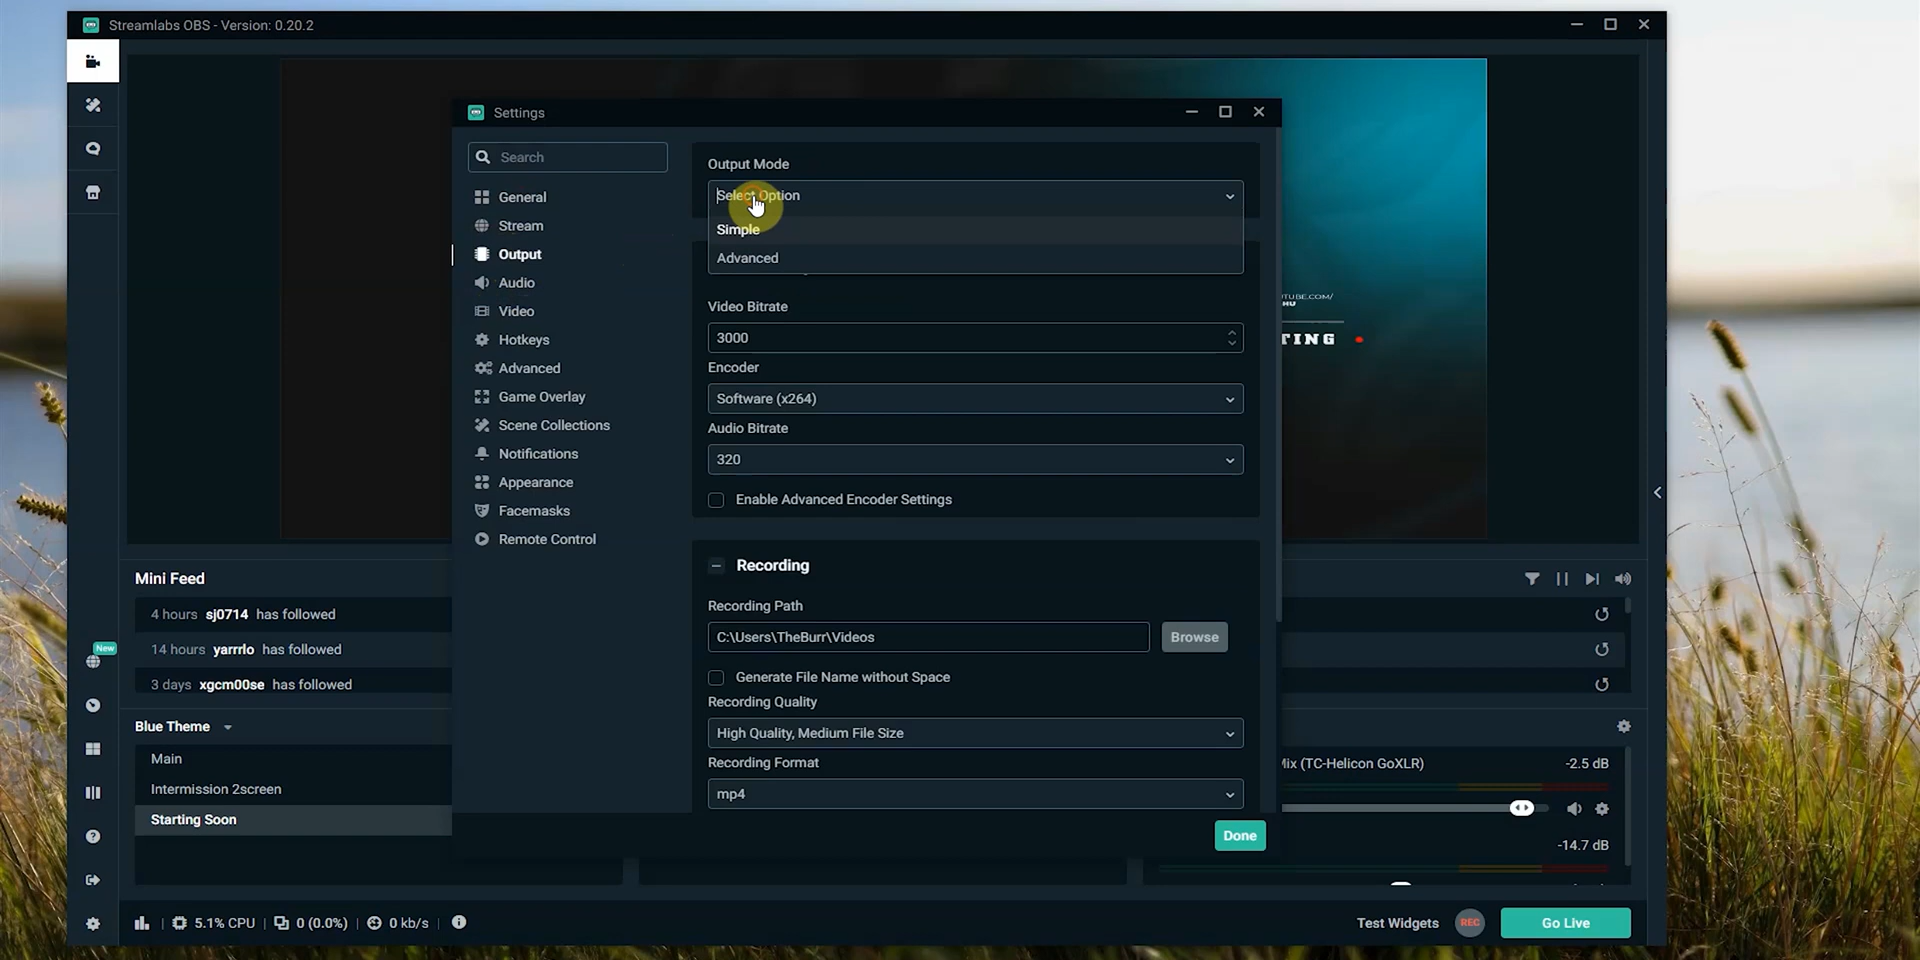 Streamlabs OBS - Version: 0.20.2
Settings
Search
General
Stream
Output
Audio
Video
Hotkeys
Advanced
Game Overlay
Scene Collections
Notifications
Appearance
Facemasks
Remote Control
Output Mode
Select Option
Simple
Advanced
Video Bitrate
3000
Encoder
Software (x264)
Audio Bitrate
320
Enable Advanced Encoder Settings
Recording
Recording Path
C:\Users\TheBurr\Videos
Browse
Generate File Name without Space
Recording Quality
High Quality, Medium File Size
Recording Format
mp4
Done
TUBE.COM/
HU
TING
Mini Feed
4 hours sj0714 has followed
14 hours yarrrlo has followed
3 days xgcm00se has followed
New
Blue Theme
Main
Intermission 2screen
Starting Soon
Mix (TC-Helicon GoXLR)
-2.5 dB
-14.7 dB
5.1% CPU
0 (0.0%)
0 kb/s
Test Widgets
REC
Go Live